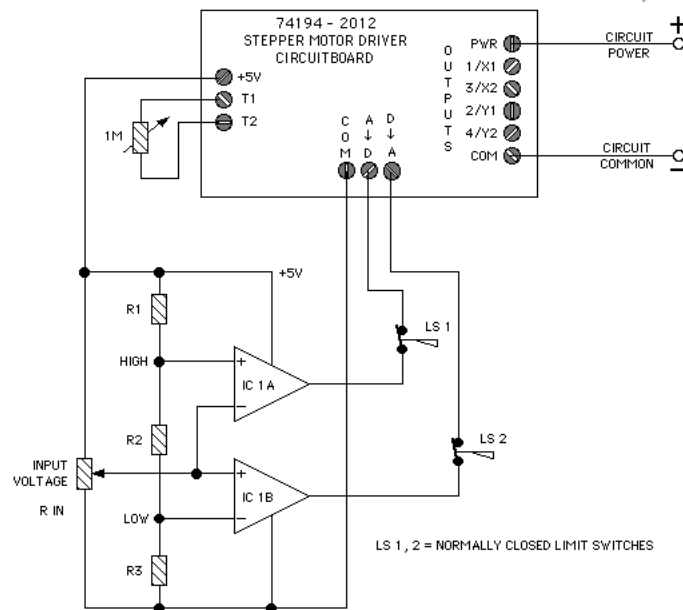 74194 - 2012
STEPPER MOTOR DRIVER
CIRCUITBOARD
+5V
T1
T2
1M
COM
A→D
D→A
OUTPUTS
PWR
1/X1
3/X2
2/Y1
4/Y2
COM
+
CIRCUIT
POWER
CIRCUIT
COMMON
−
+5V
R1
HIGH
R2
INPUT
VOLTAGE
R IN
LOW
R3
+
IC 1A
−
+
IC 1B
−
LS 1
LS 2
LS 1, 2 = NORMALLY CLOSED LIMIT SWITCHES